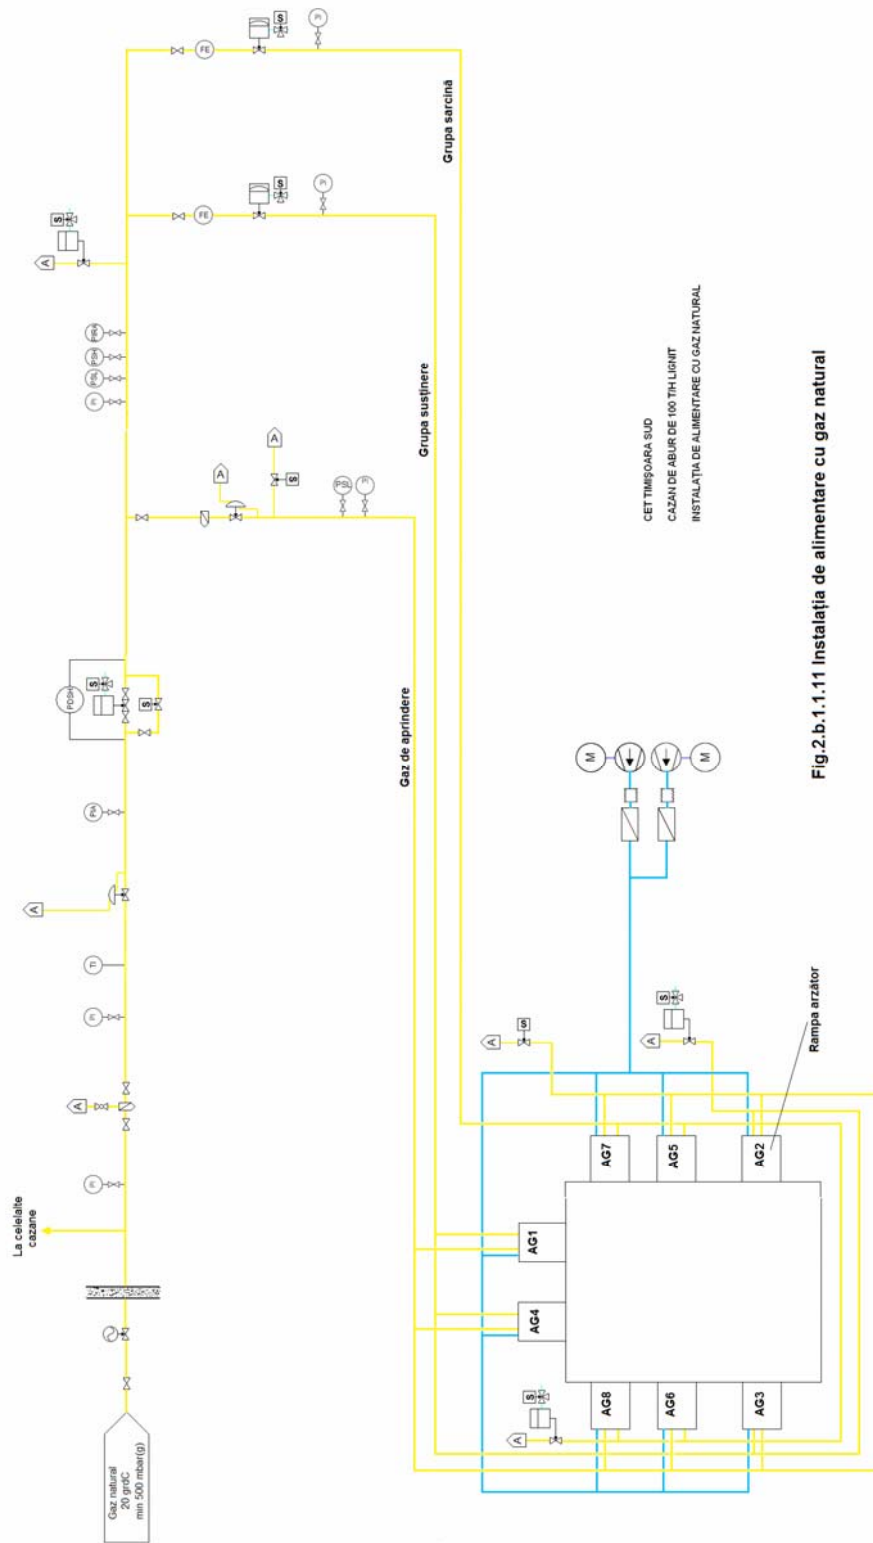 Gaz natural
20 grdC
min 500 mbar(g)
La celelalte
cazane
PI
A
PI
TI
A
PIA
PDSH
S
S
PI
PSL
PSH
PIRA
A
S
FE
S
PI
FE
S
PI
A
A
S
PSL
PI
Gaz de aprindere
Grupa susținere
Grupa sarcină
CET TIMIȘOARA SUD
CAZAN DE ABUR DE 100 T/H LIGNIT
INSTALAȚIA DE ALIMENTARE CU GAZ NATURAL
M
M
A
S
A
S
Rampa arzător
AG7
AG5
AG2
AG1
AG4
AG8
AG6
AG3
A
S
Fig.2.b.1.1.11 Instalația de alimentare cu gaz natural